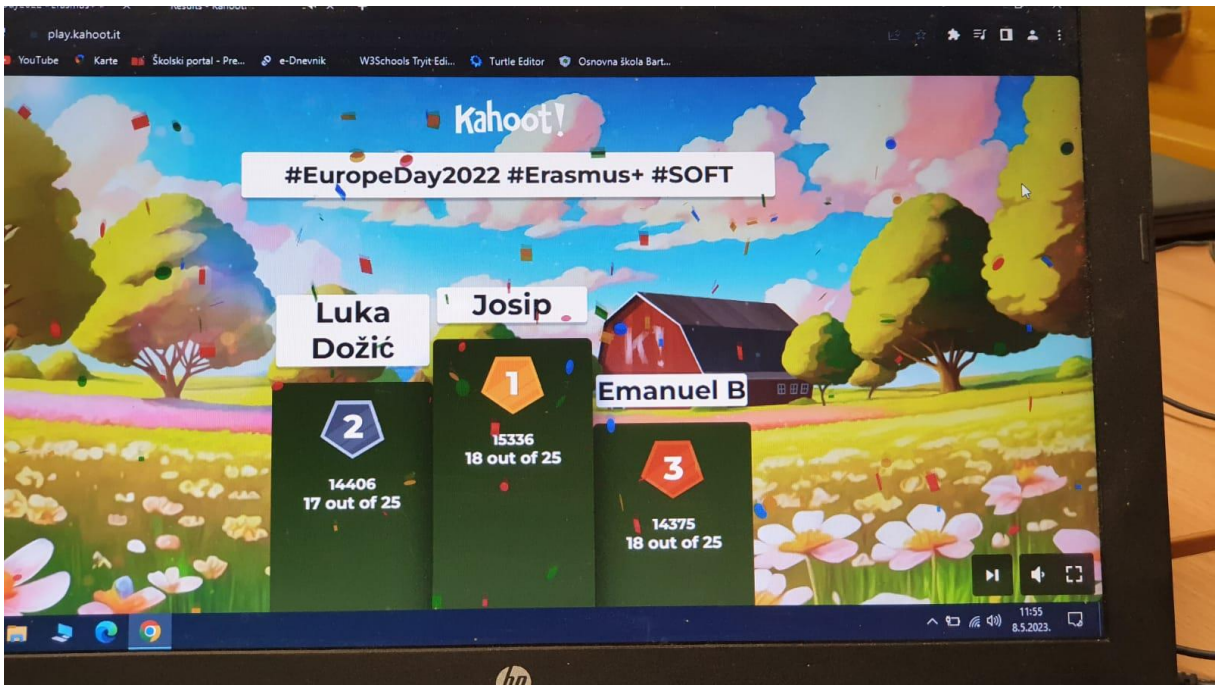 Results - Kahoot!
play.kahoot.it
YouTube Karte Školski portal - Pre... e-Dnevnik W3Schools Tryit Edi... Turtle Editor Osnovna škola Bart...
Kahoot!
#EuropeDay2022 #Erasmus+ #SOFT
Luka
Dožić
2
14406
17 out of 25
Josip
1
15336
18 out of 25
K!
Emanuel B
3
14375
18 out of 25
11:55
8.5.2023.
hp